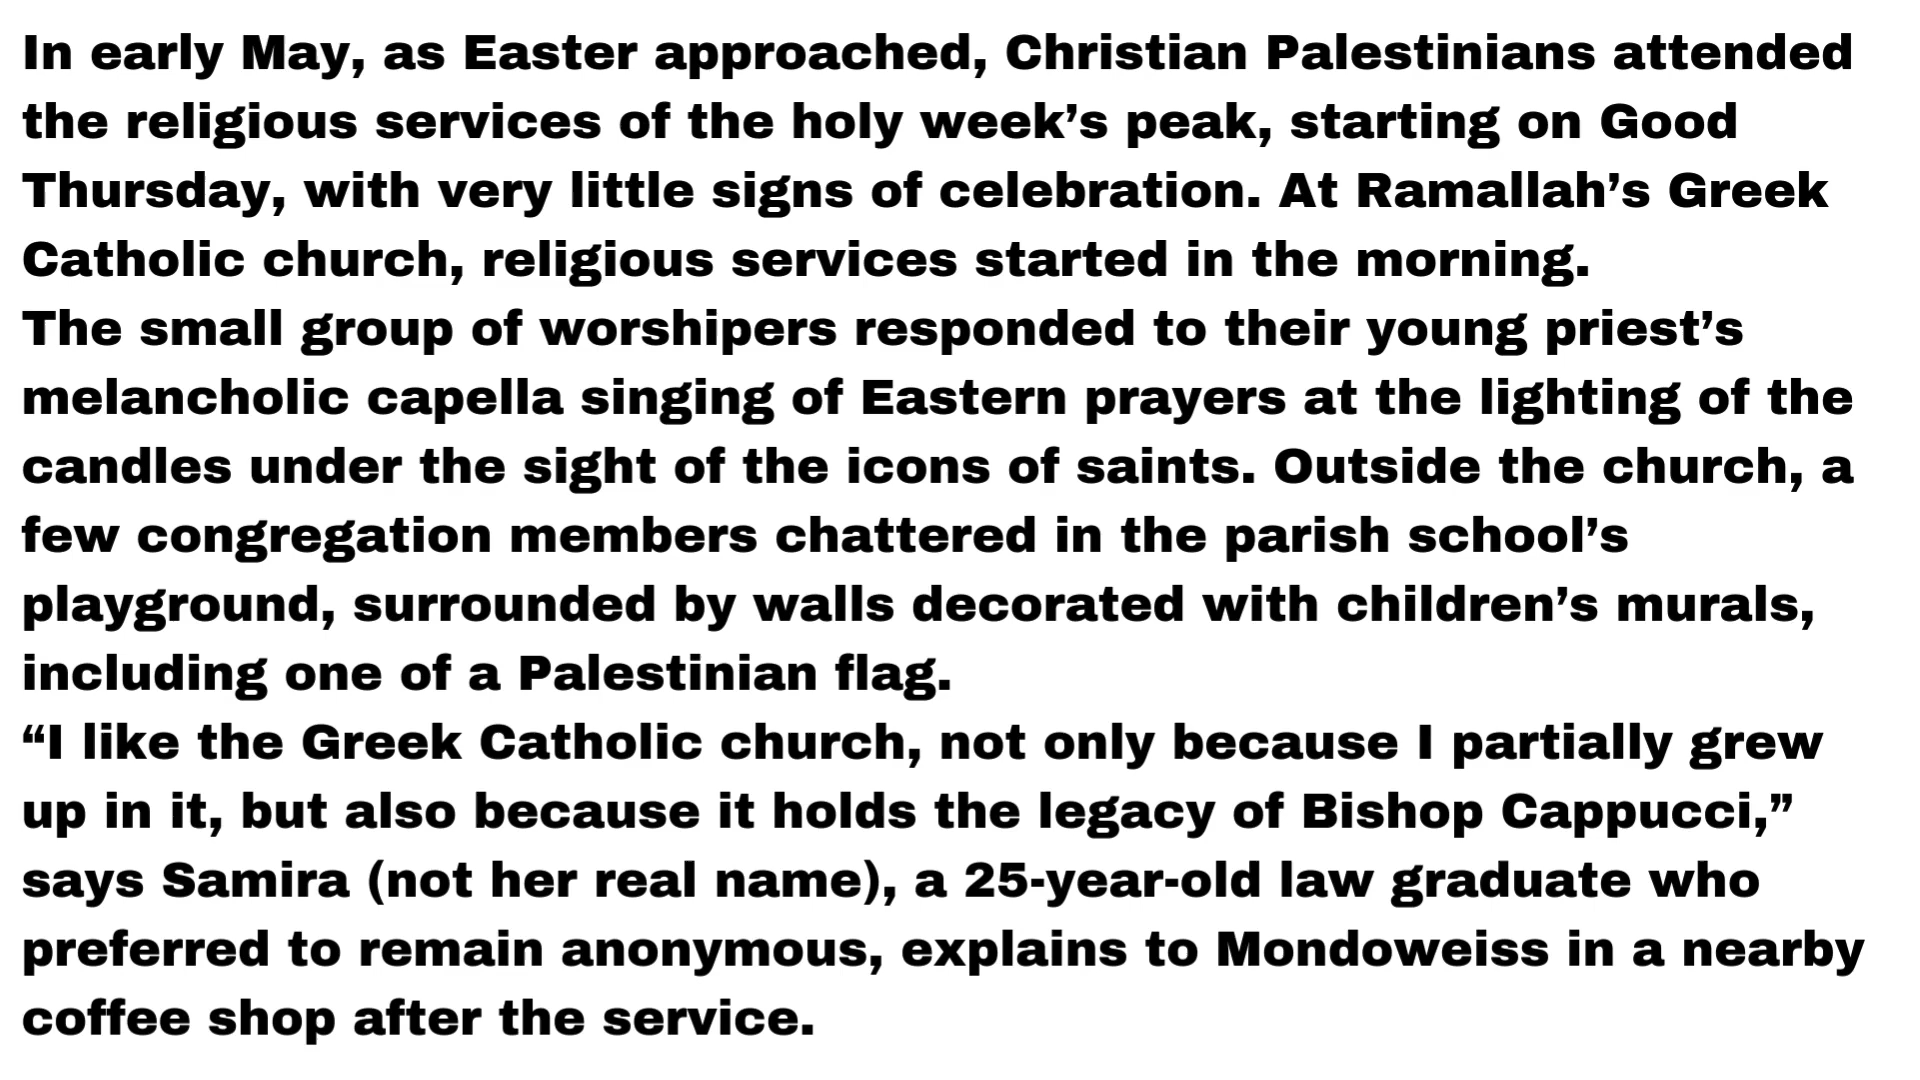 In early May, as Easter approached, Christian Palestinians attended
the religious services of the holy week’s peak, starting on Good
Thursday, with very little signs of celebration. At Ramallah’s Greek
Catholic church, religious services started in the morning.
The small group of worshipers responded to their young priest’s
melancholic capella singing of Eastern prayers at the lighting of the
candles under the sight of the icons of saints. Outside the church, a
few congregation members chattered in the parish school’s
playground, surrounded by walls decorated with children’s murals,
including one of a Palestinian flag.
“I like the Greek Catholic church, not only because I partially grew
up in it, but also because it holds the legacy of Bishop Cappucci,”
says Samira (not her real name), a 25-year-old law graduate who
preferred to remain anonymous, explains to Mondoweiss in a nearby
coffee shop after the service.